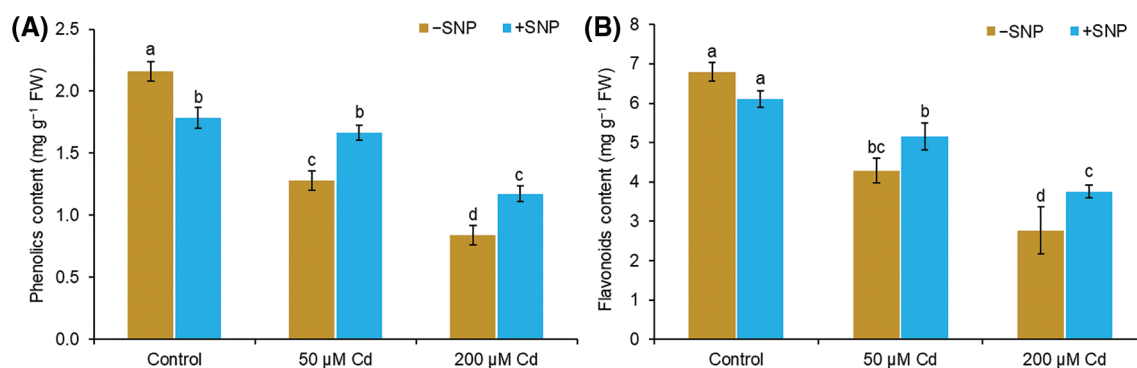 (A)
−SNP +SNP
Phenolics content (mg g⁻¹ FW)
2.5
2.0
1.5
1.0
0.5
0.0
a
b
c
b
d
c
Control 50 µM Cd 200 µM Cd
(B)
−SNP +SNP
Flavonoids content (mg g⁻¹ FW)
8
7
6
5
4
3
2
1
0
a
a
bc
b
d
c
Control 50 µM Cd 200 µM Cd